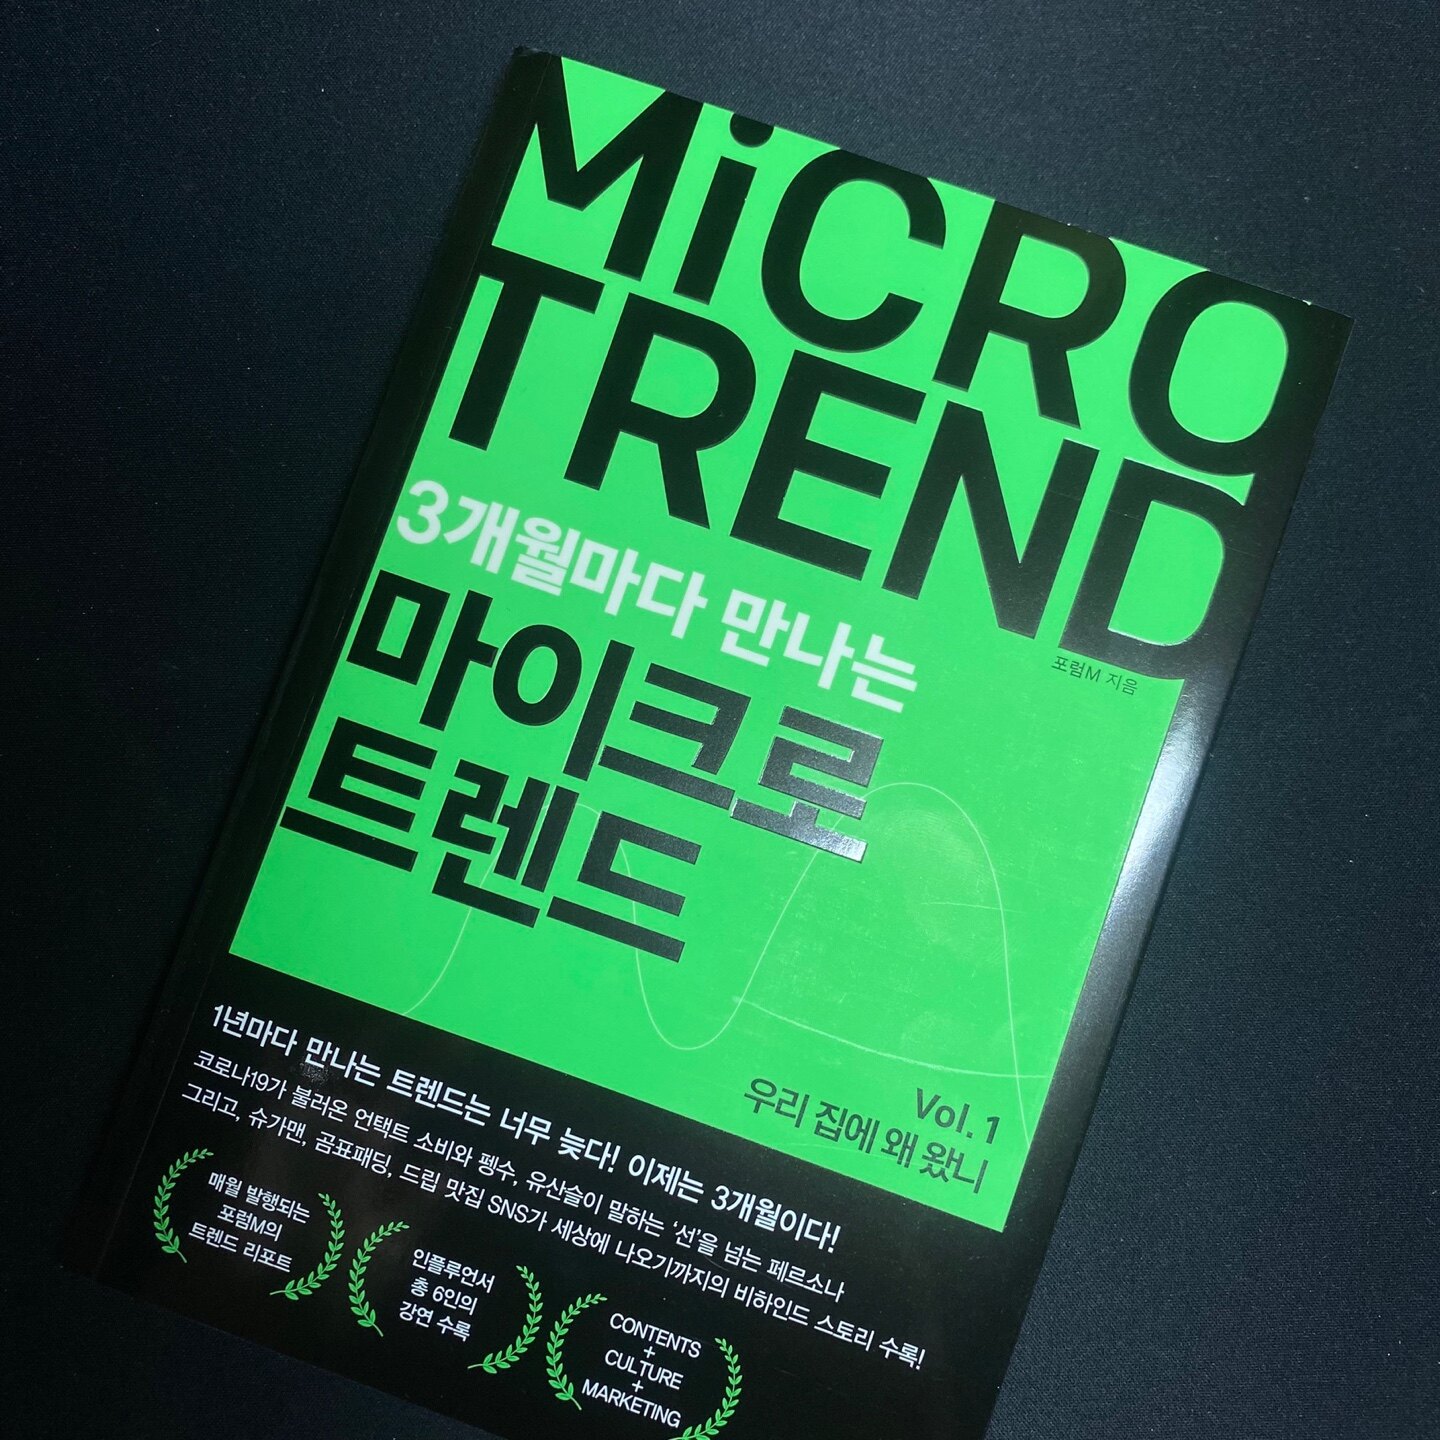 MiCRO
TREND
포럼M 지음
3개월마다 만나는
마이크로
트렌드
Vol. 1
우리 집에 왜 왔니
1년마다 만나는 트렌드는 너무 늦다! 이제는 3개월이다!
코로나19가 불러온 언택트 소비와 펭수, 유산슬이 말하는 ‘선’을 넘는 페르소나
그리고, 슈가맨, 곰표패딩, 드립 맛집 SNS가 세상에 나오기까지의 비하인드 스토리 수록!
매월 발행되는
포럼M의
트렌드 리포트
인플루언서
총 6인의
강연 수록
CONTENTS
+
CULTURE
+
MARKETING